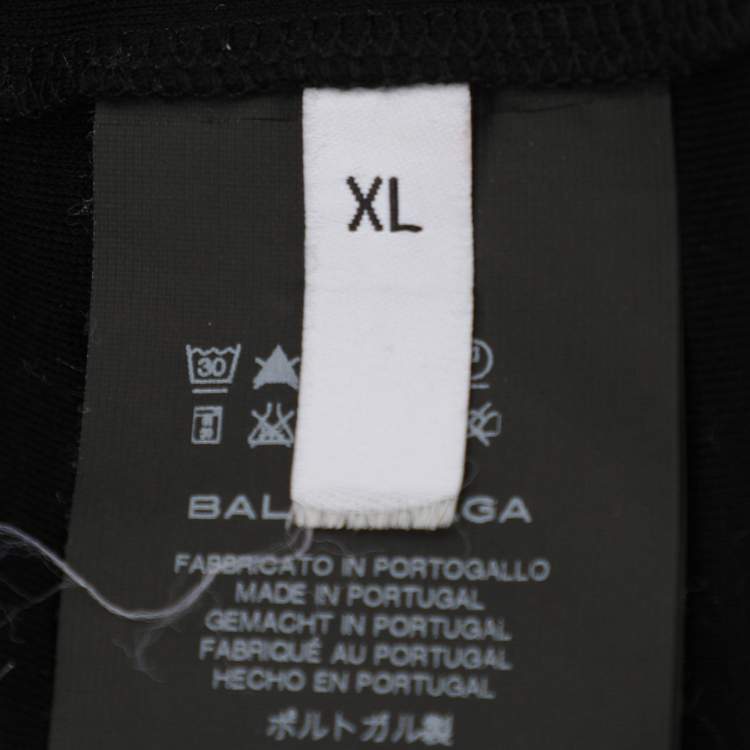 XL
30
BAL GA
FABBRICATO IN PORTOGALLO
MADE IN PORTUGAL
GEMACHT IN PORTUGAL
FABRIQUÉ AU PORTUGAL
HECHO EN PORTUGAL
ポルトガル製